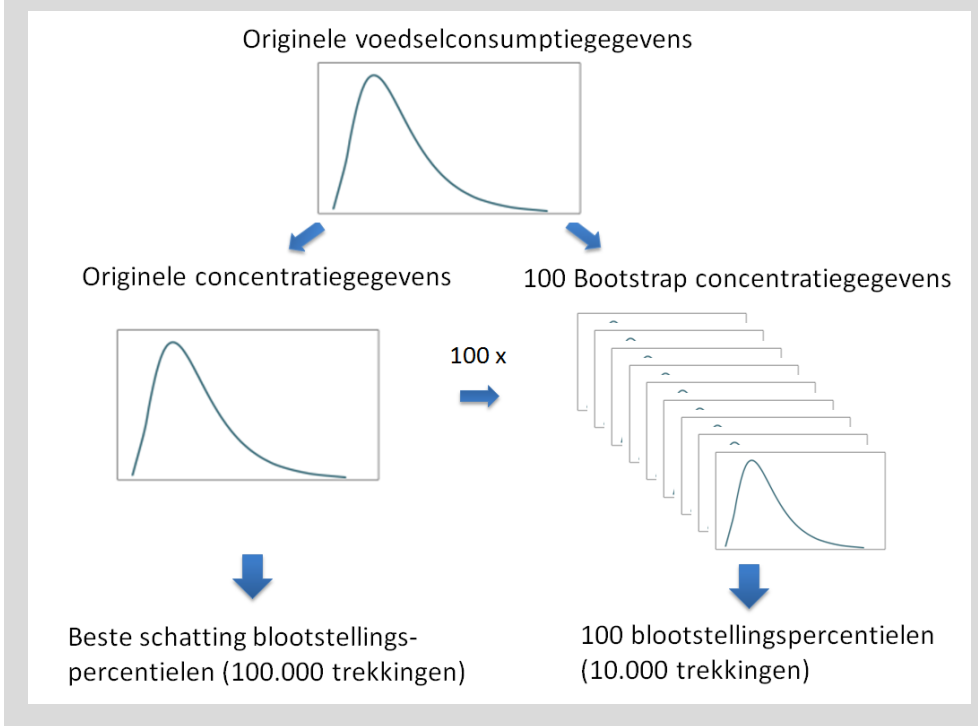 Originele voedselconsumptiegegevens
Originele concentratiegegevens
100 Bootstrap concentratiegegevens
100 x
Beste schatting blootstellings-
percentielen (100.000 trekkingen)
100 blootstellingspercentielen
(10.000 trekkingen)